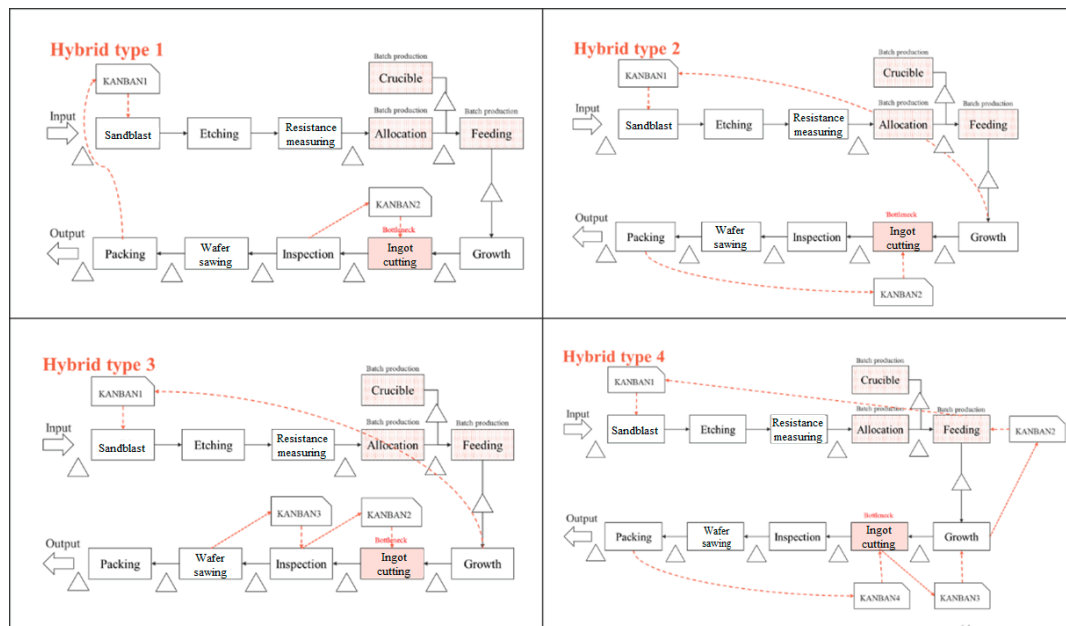 Hybrid type 1
KANBAN1
Batch production
Crucible
Input
Batch production
Sandblast
Etching
Resistance
measuring
Allocation
Batch production
Feeding
KANBAN2
Output
Bottleneck
Packing
Wafer
sawing
Inspection
Ingot
cutting
Growth
Hybrid type 2
KANBAN1
Batch production
Crucible
Input
Batch production
Sandblast
Etching
Resistance
measuring
Allocation
Batch production
Feeding
Output
Bottleneck
Packing
Wafer
sawing
Inspection
Ingot
cutting
Growth
KANBAN2
Hybrid type 3
KANBAN1
Batch production
Crucible
Input
Batch production
Sandblast
Etching
Resistance
measuring
Allocation
Batch production
Feeding
KANBAN3
KANBAN2
Output
Bottleneck
Packing
Wafer
sawing
Inspection
Ingot
cutting
Growth
Hybrid type 4
KANBAN1
Batch production
Crucible
Input
Batch production
Sandblast
Etching
Resistance
measuring
Allocation
Batch production
Feeding
KANBAN2
Output
Bottleneck
Packing
Wafer
sawing
Inspection
Ingot
cutting
Growth
KANBAN4
KANBAN3